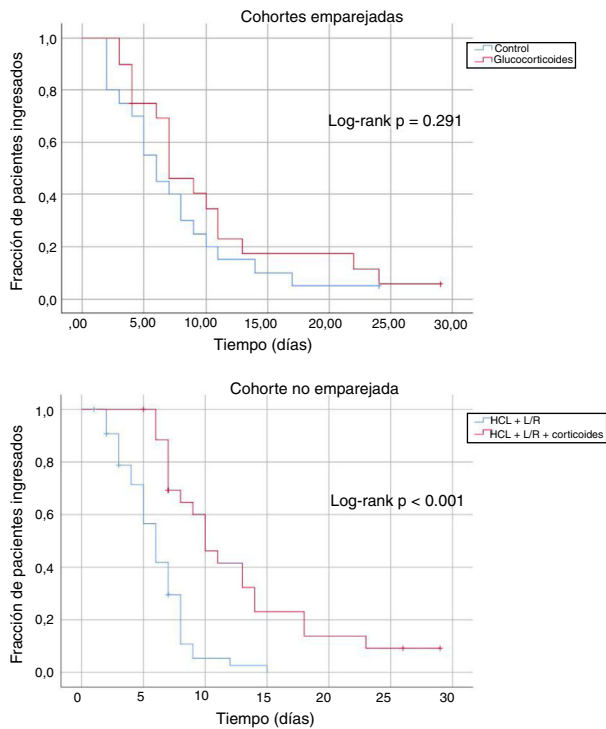 Cohortes emparejadas
Fracción de pacientes ingresados
1,0
0,8
0,6
0,4
0,2
0,0
Control
Glucocorticoides
Log-rank p = 0.291
,00 5,00 10,00 15,00 20,00 25,00 30,00
Tiempo (días)
Cohorte no emparejada
Fracción de pacientes ingresados
1,0
0,8
0,6
0,4
0,2
0,0
HCL + L/R
HCL + L/R + corticoides
Log-rank p < 0.001
0 5 10 15 20 25 30
Tiempo (días)